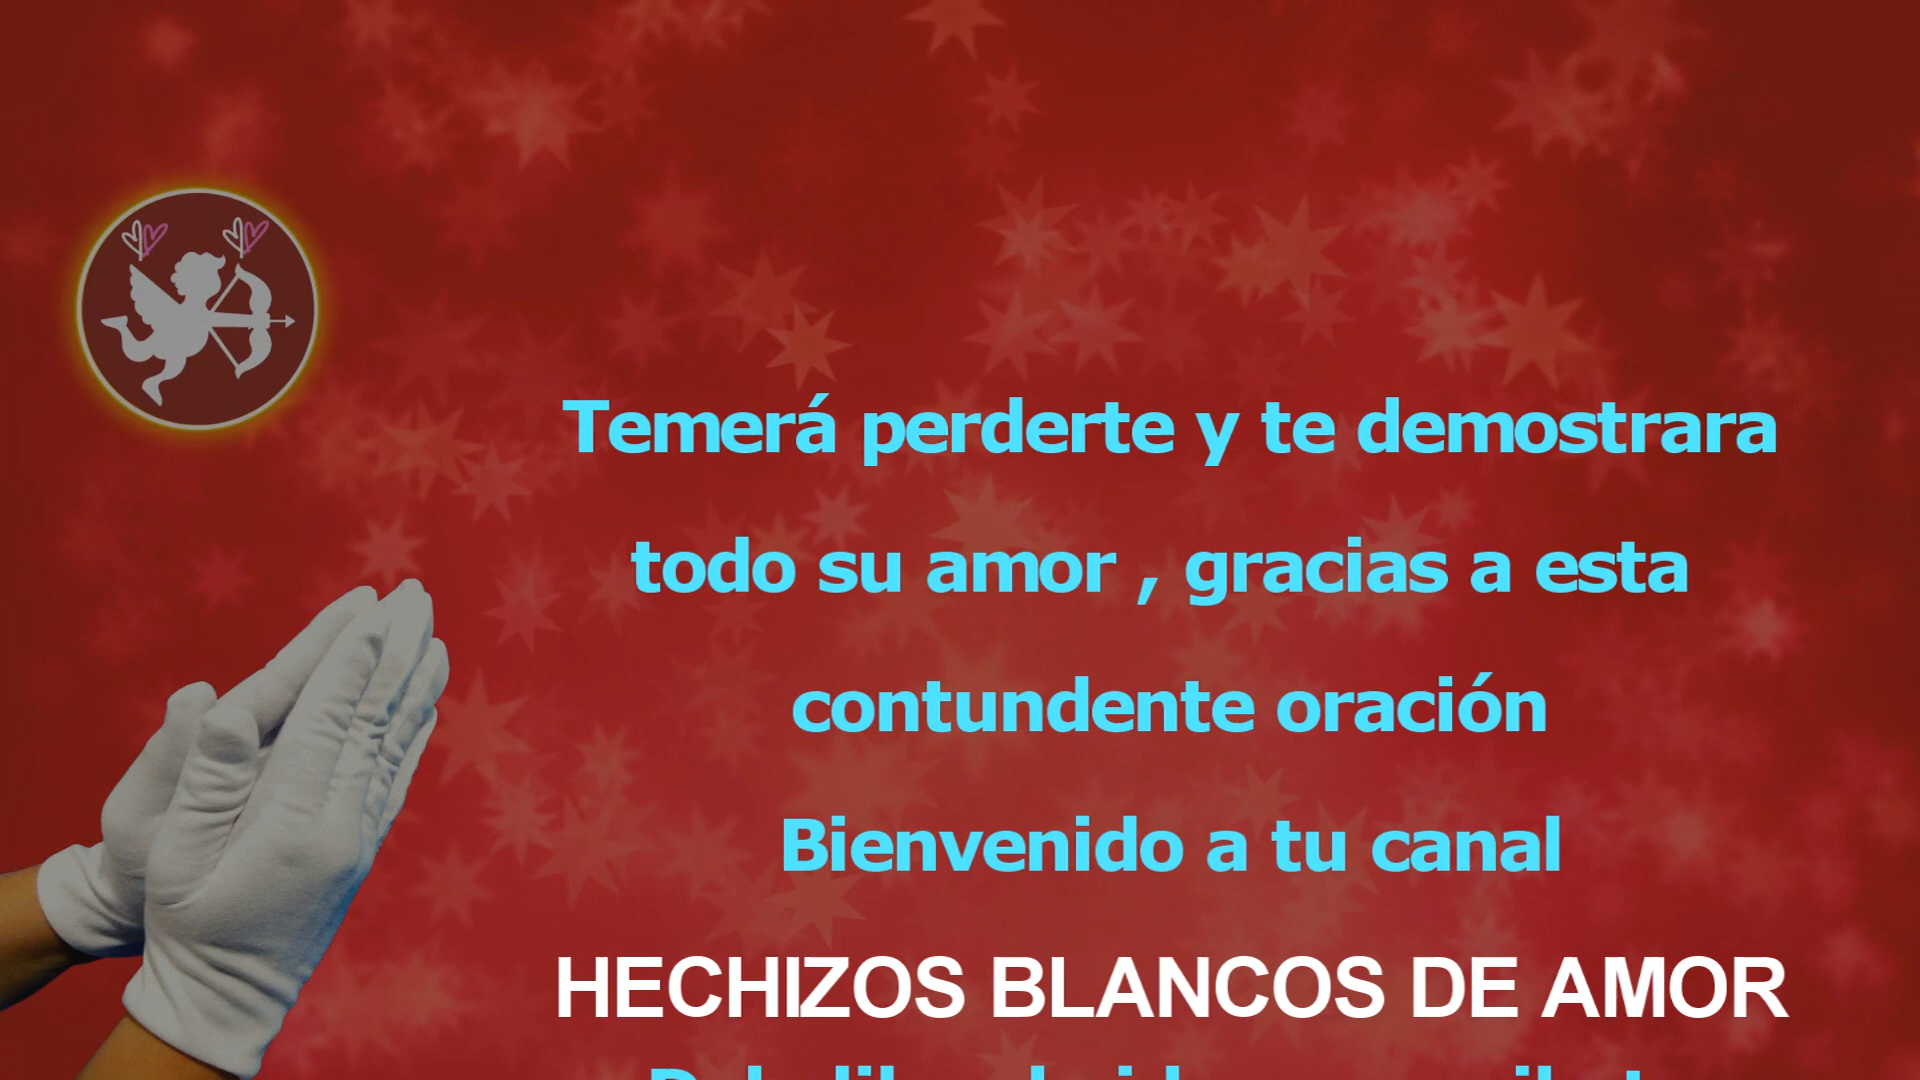 Temerá perderte y te demostrara
todo su amor , gracias a esta
contundente oración
Bienvenido a tu canal
HECHIZOS BLANCOS DE AMOR